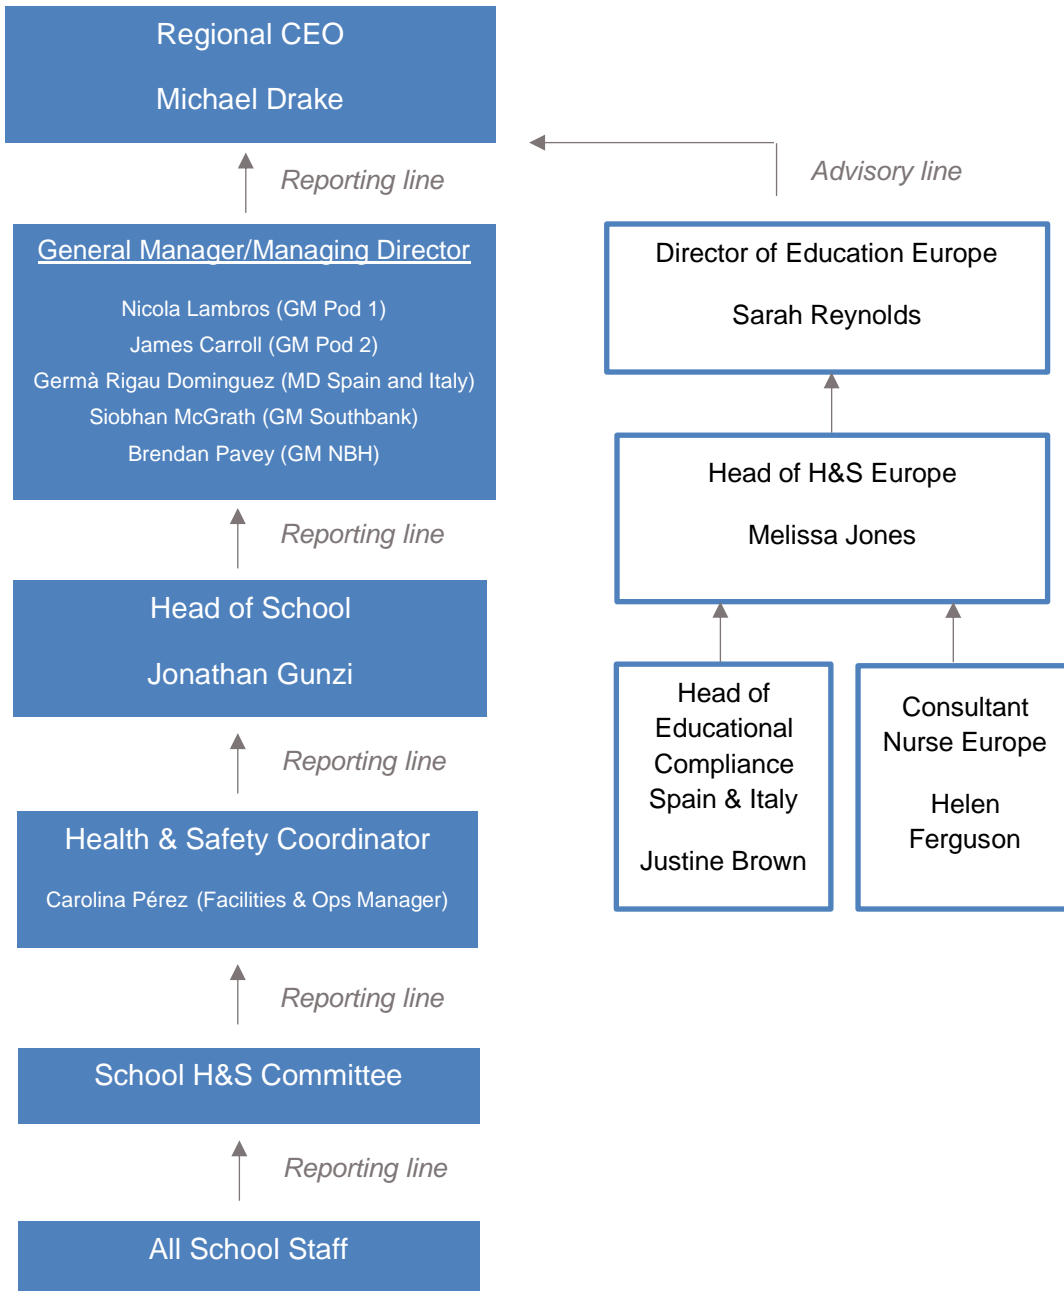 Regional CEO
Michael Drake
Reporting line
General Manager/Managing Director
Nicola Lambros (GM Pod 1)
James Carroll (GM Pod 2)
Germà Rigau Dominguez (MD Spain and Italy)
Siobhan McGrath (GM Southbank)
Brendan Pavey (GM NBH)
Reporting line
Head of School
Jonathan Gunzi
Reporting line
Health & Safety Coordinator
Carolina Pérez (Facilities & Ops Manager)
Reporting line
School H&S Committee
Reporting line
All School Staff
Advisory line
Director of Education Europe
Sarah Reynolds
Head of H&S Europe
Melissa Jones
Head of
Educational
Compliance
Spain & Italy
Justine Brown
Consultant
Nurse Europe
Helen
Ferguson